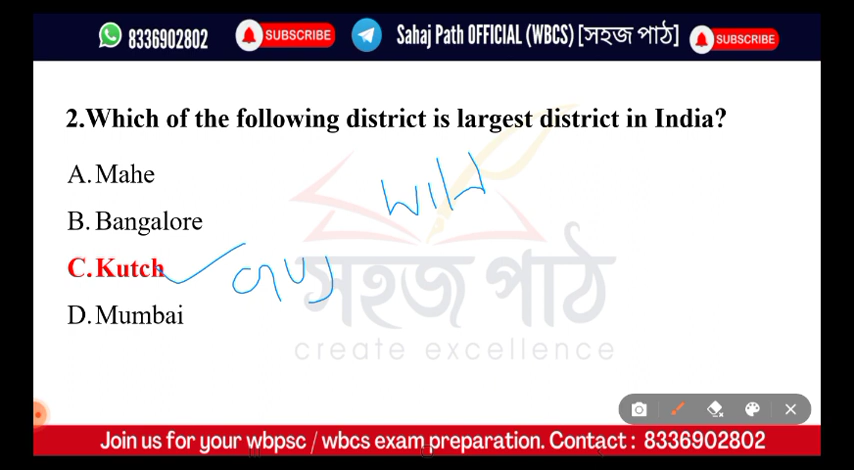 8336902802 SUBSCRIBE Sahaj Path OFFICIAL (WBCS) [সহজ পাঠ] SUBSCRIBE
2.Which of the following district is largest district in India?
A. Mahe
B. Bangalore
C. Kutch
D. Mumbai
সহজ পাঠ
create excellence
Join us for your wbpsc / wbcs exam preparation. Contact : 8336902802